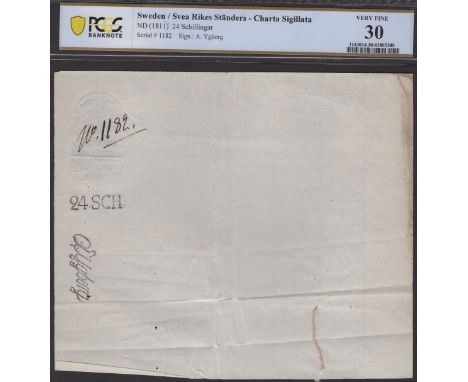 PCGS
BANKNOTE
Sweden / Svea Rikes Ständers - Charta Sigillata
ND (1811) 24 Schillingar
Serial # 1182 Sign.: A. Ygberg
VERY FINE
30
No. 1182.
24.SCH
Ygberg